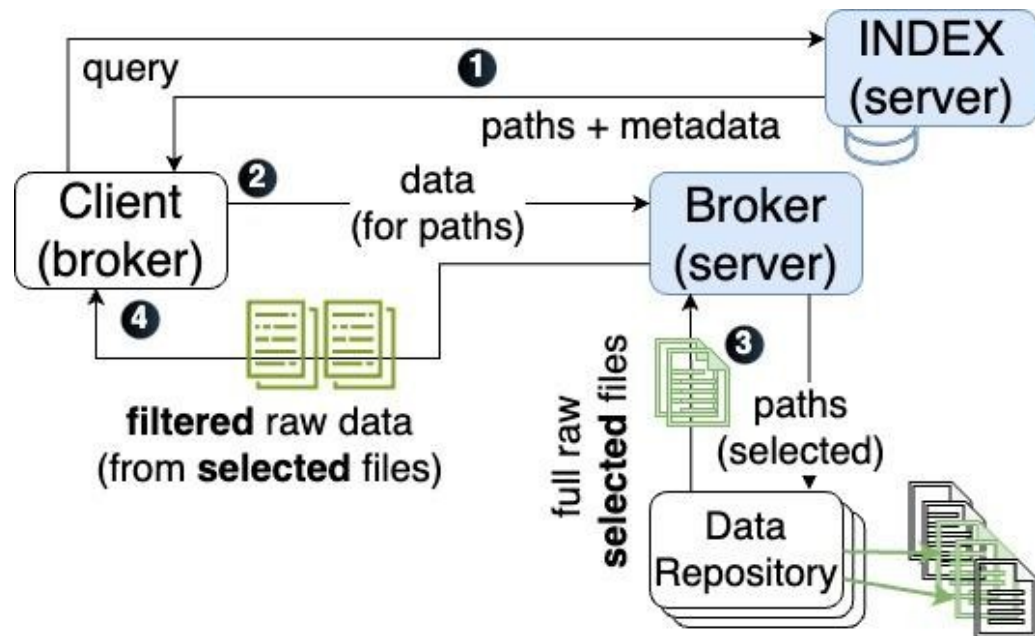 INDEX
(server)
query
1
paths + metadata
Client
(broker)
2
data
(for paths)
Broker
(server)
4
filtered raw data
(from selected files)
3
full raw
selected files
paths
(selected)
Data
Repository